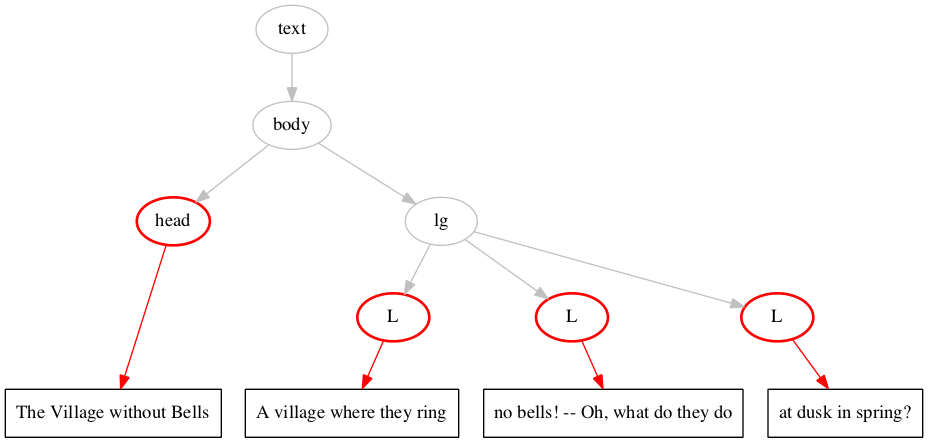 text
body
head
lg
L
L
L
The Village without Bells
A village where they ring
no bells! -- Oh, what do they do
at dusk in spring?